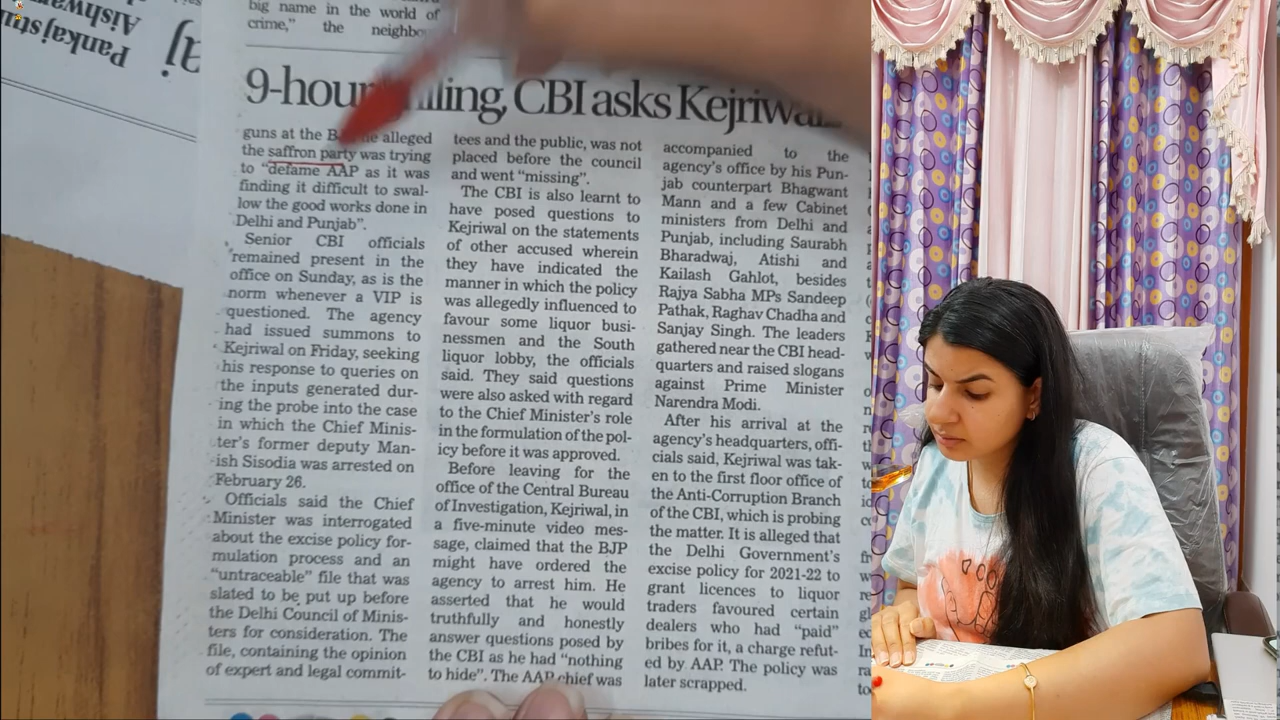 Pankajstu
Aishwar
aj
big name in the world of
crime," the neighbo
9-hour lling, CBI asks Kejriwal
guns at the B he alleged
the saffron party was trying
to "defame AAP as it was
finding it difficult to swal-
low the good works done in
Delhi and Punjab".
Senior CBI officials
remained present in the
office on Sunday, as is the
norm whenever a VIP is
questioned. The agency
had issued summons to
Kejriwal on Friday, seeking
his response to queries on
the inputs generated dur-
ing the probe into the case
in which the Chief Minis-
ter's former deputy Man-
ish Sisodia was arrested on
February 26.
Officials said the Chief
Minister was interrogated
about the excise policy for-
mulation process and an
"untraceable" file that was
slated to be put up before
the Delhi Council of Minis-
ters for consideration. The
file, containing the opinion
of expert and legal commit-
tees and the public, was not
placed before the council
and went "missing".
The CBI is also learnt to
have posed questions to
Kejriwal on the statements
of other accused wherein
they have indicated the
manner in which the policy
was allegedly influenced to
favour some liquor busi-
nessmen and the South
liquor lobby, the officials
said. They said questions
were also asked with regard
to the Chief Minister's role
in the formulation of the pol-
icy before it was approved.
Before leaving for the
office of the Central Bureau
of Investigation, Kejriwal, in
a five-minute video mes-
sage, claimed that the BJP
might have ordered the
agency to arrest him. He
asserted that he would
truthfully and honestly
answer questions posed by
the CBI as he had "nothing
to hide". The AAP chief was
accompanied to the
agency's office by his Pun-
jab counterpart Bhagwant
Mann and a few Cabinet
ministers from Delhi and
Punjab, including Saurabh
Bharadwaj, Atishi and
Kailash Gahlot, besides
Rajya Sabha MPs Sandeep
Pathak, Raghav Chadha and
Sanjay Singh. The leaders
gathered near the CBI head-
quarters and raised slogans
against Prime Minister
Narendra Modi.
After his arrival at the
agency's headquarters, offi-
cials said, Kejriwal was tak-
en to the first floor office of
the Anti-Corruption Branch
of the CBI, which is probing
the matter. It is alleged that
the Delhi Government's
excise policy for 2021-22 to
grant licences to liquor
traders favoured certain
dealers who had "paid"
bribes for it, a charge refut-
ed by AAP. The policy was
later scrapped.